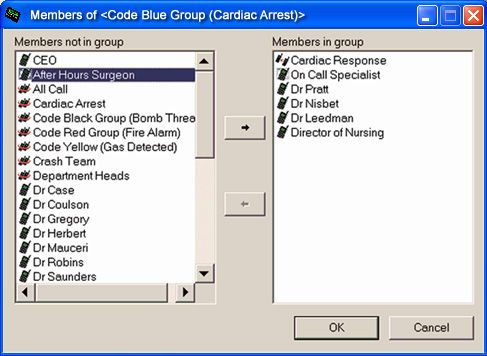 Members of <Code Blue Group (Cardiac Arrest)>
Members not in group
CEO
After Hours Surgeon
All Call
Cardiac Arrest
Code Black Group (Bomb Threa
Code Red Group (Fire Alarm)
Code Yellow (Gas Detected)
Crash Team
Department Heads
Dr Case
Dr Coulson
Dr Gregory
Dr Herbert
Dr Mauceri
Dr Robins
Dr Saunders
Members in group
Cardiac Response
On Call Specialist
Dr Pratt
Dr Nisbet
Dr Leedman
Director of Nursing
OK
Cancel